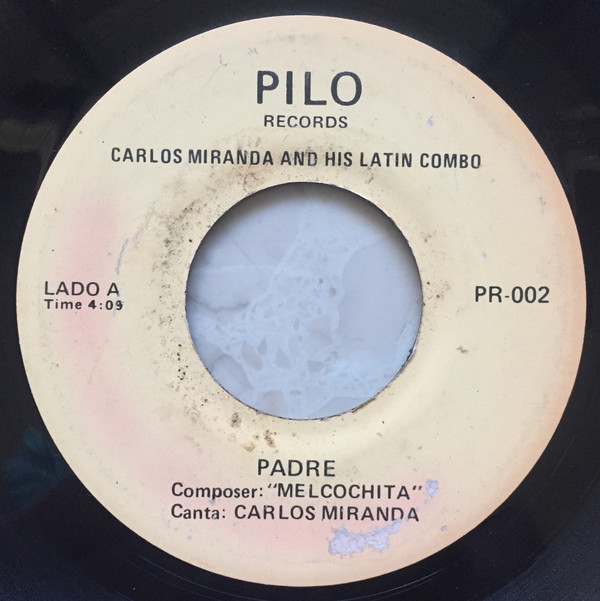 PILO
RECORDS
CARLOS MIRANDA AND HIS LATIN COMBO
LADO A
Time 4:09
PR-002
PADRE
Composer: "MELCOCHITA"
Canta: CARLOS MIRANDA